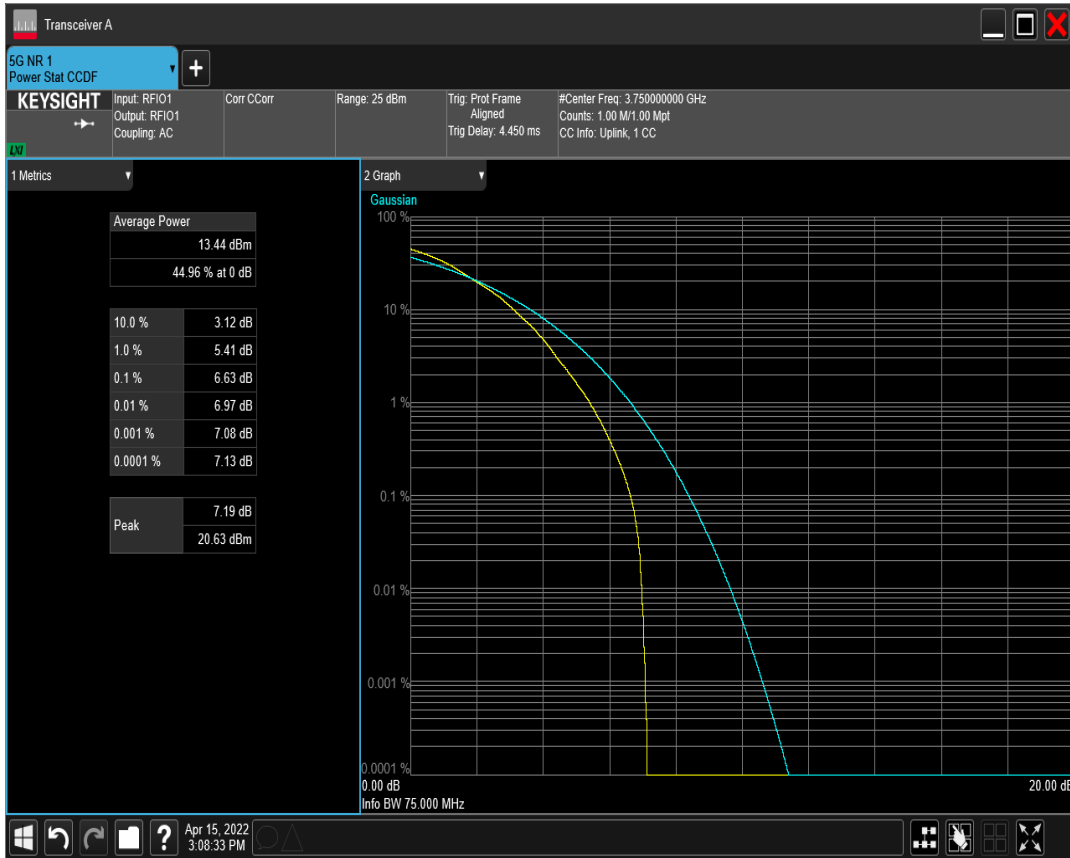 Transceiver A
5G NR 1
Power Stat CCDF
KEYSIGHT
LXI
Input: RFIO1
Output: RFIO1
Coupling: AC
Corr CCorr
Range: 25 dBm
Trig: Prot Frame
Aligned
Trig Delay: 4.450 ms
#Center Freq: 3.750000000 GHz
Counts: 1.00 M/1.00 Mpt
CC Info: Uplink, 1 CC
1 Metrics
Average Power
13.44 dBm
44.96 % at 0 dB
10.0 % 3.12 dB
1.0 % 5.41 dB
0.1 % 6.63 dB
0.01 % 6.97 dB
0.001 % 7.08 dB
0.0001 % 7.13 dB
Peak
7.19 dB
20.63 dBm
2 Graph
Gaussian
100 %
10 %
1 %
0.1 %
0.01 %
0.001 %
0.0001 %
0.00 dB 20.00 dB
Info BW 75.000 MHz
? Apr 15, 2022
3:08:33 PM